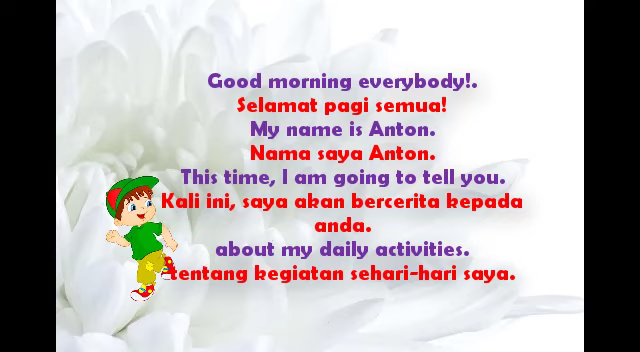 Good morning everybody!.
Selamat pagi semua!
My name is Anton.
Nama saya Anton.
This time, I am going to tell you.
Kali ini, saya akan bercerita kepada
anda.
about my daily activities.
tentang kegiatan sehari-hari saya.